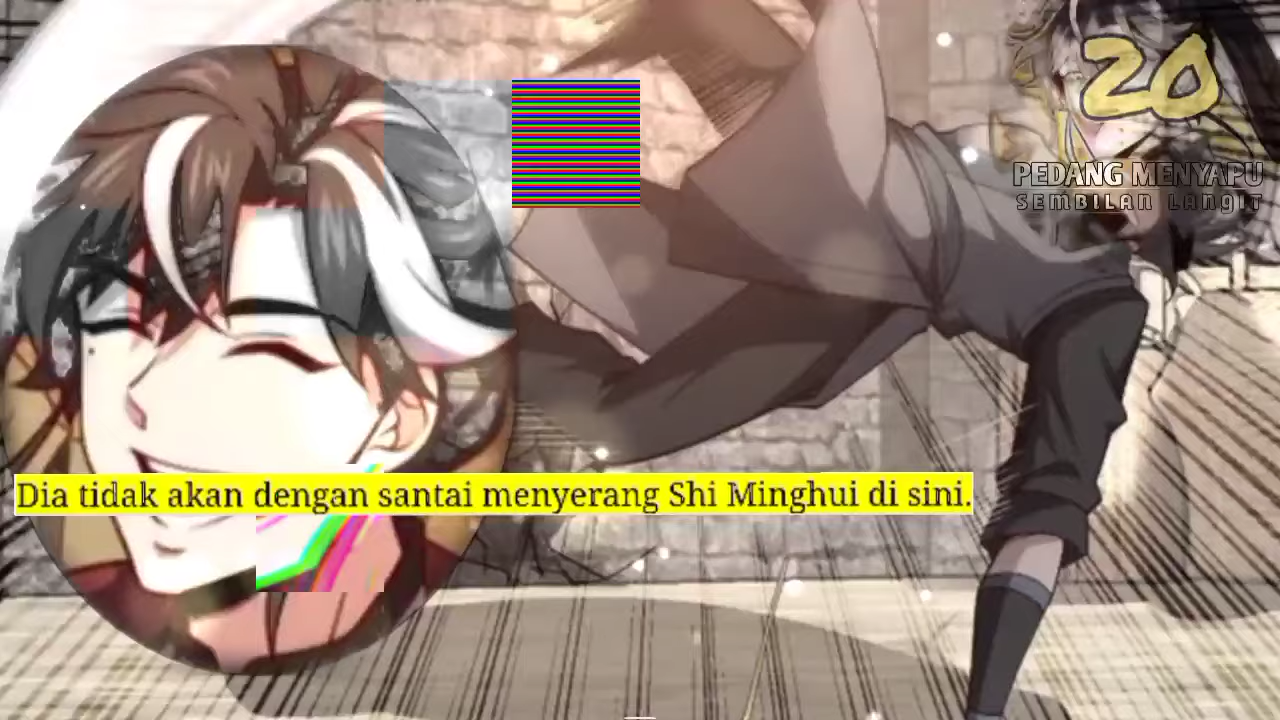 20
PEDANG MENYAPU
SEMBILAN LANGIT
Dia tidak akan dengan santai menyerang Shi Minghui di sini.